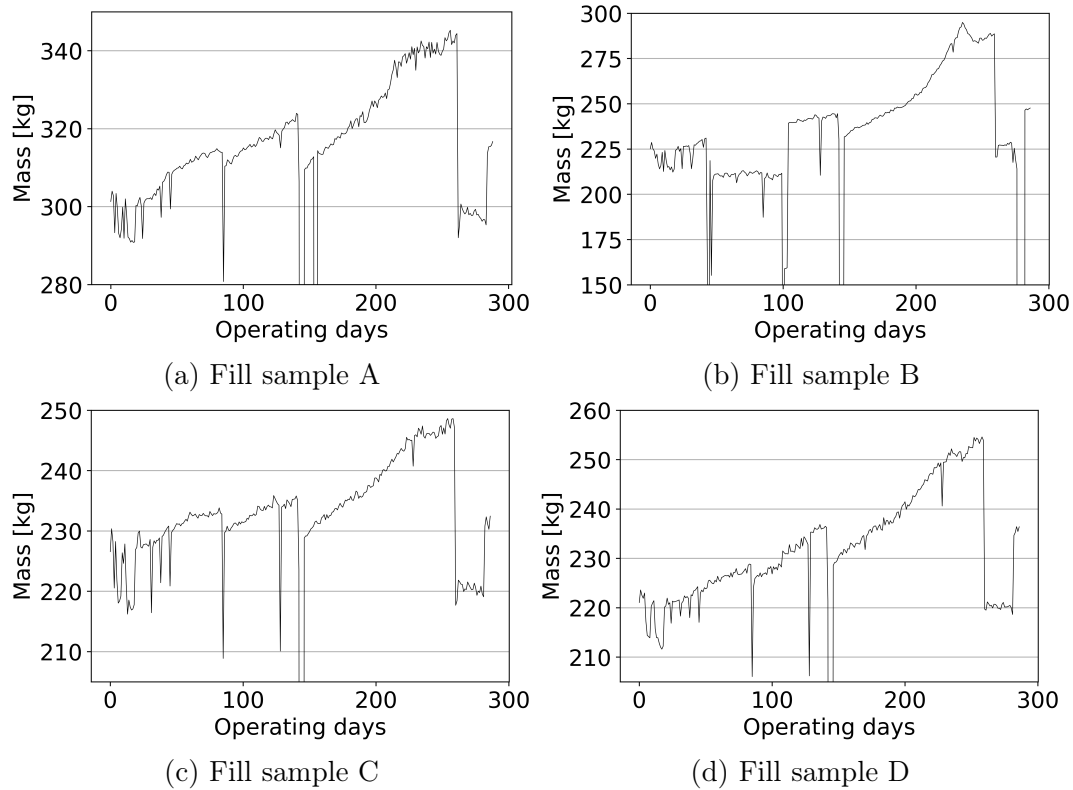 340
320
300
280
Mass [kg]
0 100 200 300
Operating days
(a) Fill sample A
300
275
250
225
200
175
150
Mass [kg]
0 100 200 300
Operating days
(b) Fill sample B
250
240
230
220
210
Mass [kg]
0 100 200 300
Operating days
(c) Fill sample C
260
250
240
230
220
210
Mass [kg]
0 100 200 300
Operating days
(d) Fill sample D